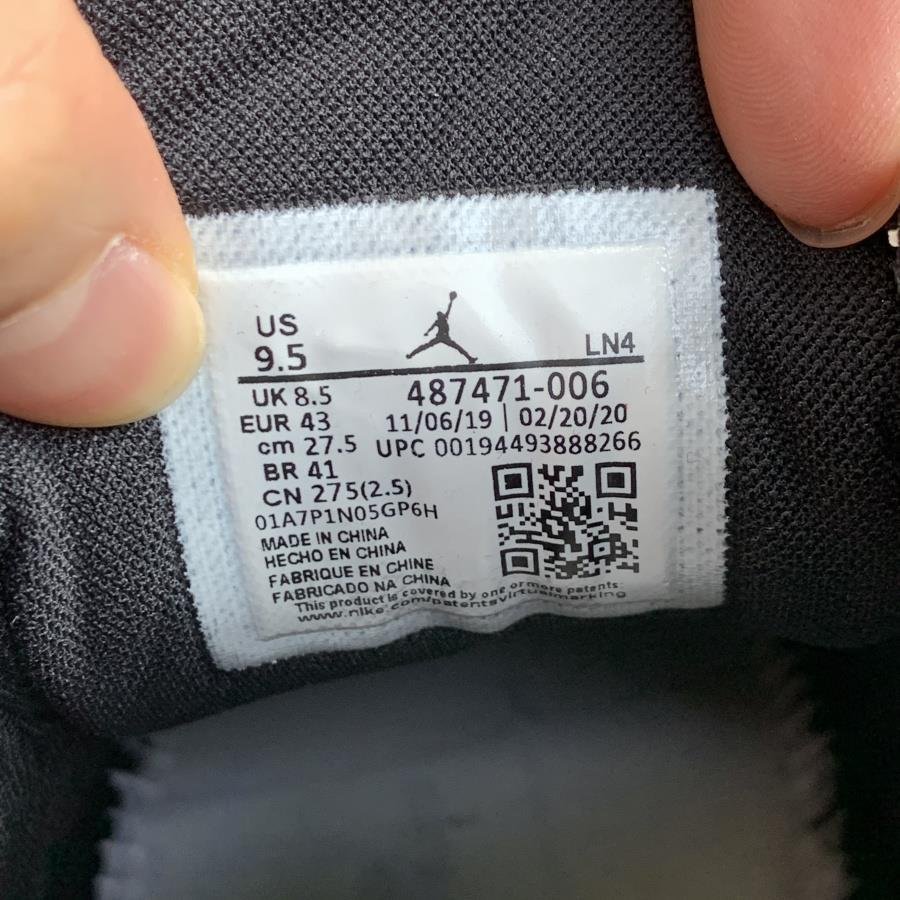 US
9.5
LN4
UK 8.5
487471-006
EUR 43
11/06/19 | 02/20/20
cm 27.5
UPC 00194493888266
BR 41
CN 275(2.5)
01A7P1N05GP6H
MADE IN CHINA
HECHO EN CHINA
FABRIQUE EN CHINE
FABRICADO NA CHINA
This product is covered by one or more patents:
www.nike.com/patentsvirtualmarking